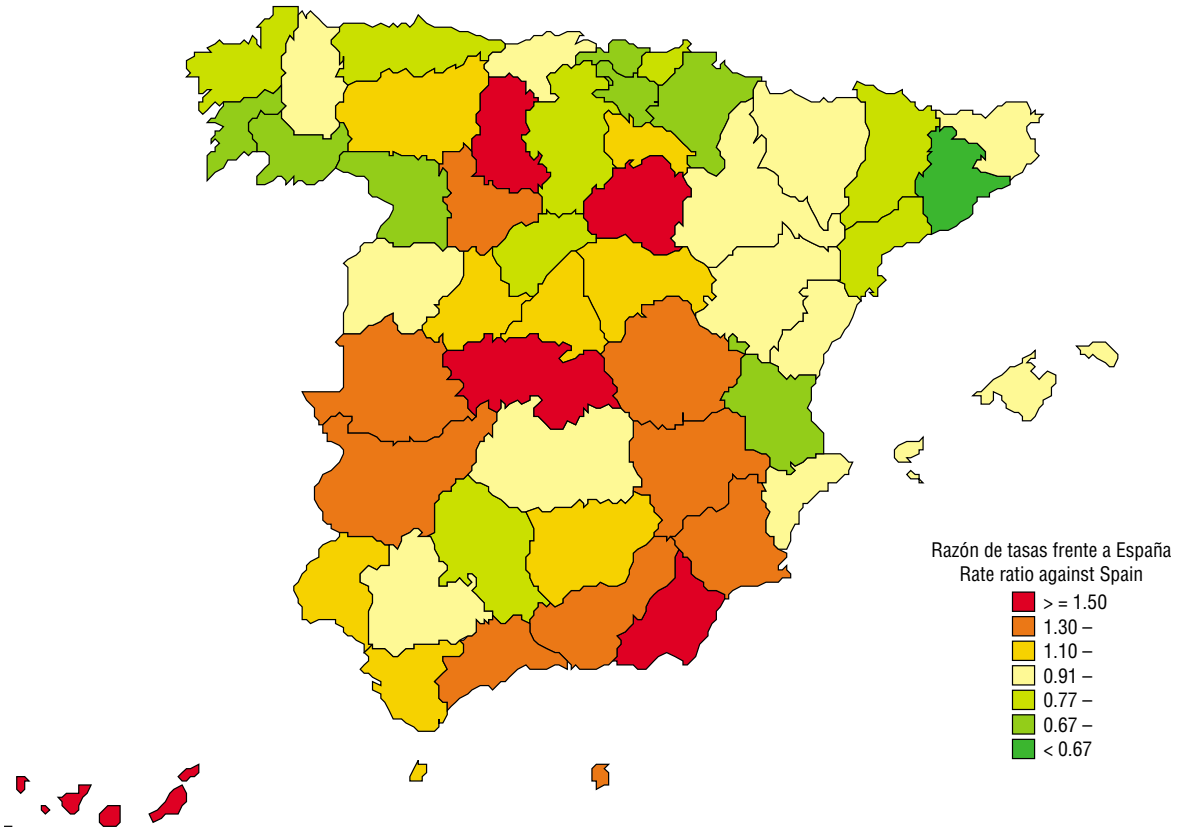 Razón de tasas frente a España
Rate ratio against Spain
> = 1.50
1.30 –
1.10 –
0.91 –
0.77 –
0.67 –
< 0.67